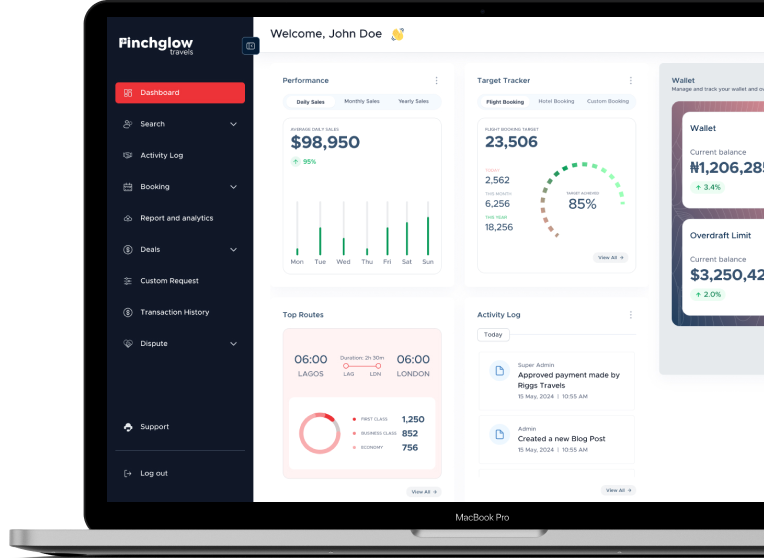 Finchglow
travels
Welcome, John Doe 👋
Dashboard
Search
Activity Log
Booking
Report and analytics
Deals
Custom Request
Transaction History
Dispute
Support
Log out
Performance
Daily Sales Monthly Sales Yearly Sales
AVERAGE DAILY SALES
$98,950
↑ 95%
Mon Tue Wed Thu Fri Sat Sun
Target Tracker
Flight Booking Hotel Booking Custom Booking
FLIGHT BOOKING TARGET
23,506
TODAY
2,562
THIS MONTH
6,256
THIS YEAR
18,256
TARGET ACHIEVED
85%
View All →
Wallet
Manage and track your wallet and ov
Wallet
Current balance
₦1,206,285
↑ 3.4%
Overdraft Limit
Current balance
$3,250,42
↑ 2.0%
Top Routes
06:00 Duration: 2h 30m 06:00
LAGOS LAG LDN LONDON
FIRST CLASS 1,250
BUSINESS CLASS 852
ECONOMY 756
View All →
Activity Log
Today
Super Admin
Approved payment made by
Riggs Travels
15 May, 2024 | 10:55 AM
Admin
Created a new Blog Post
15 May, 2024 | 10:55 AM
View All →
MacBook Pro